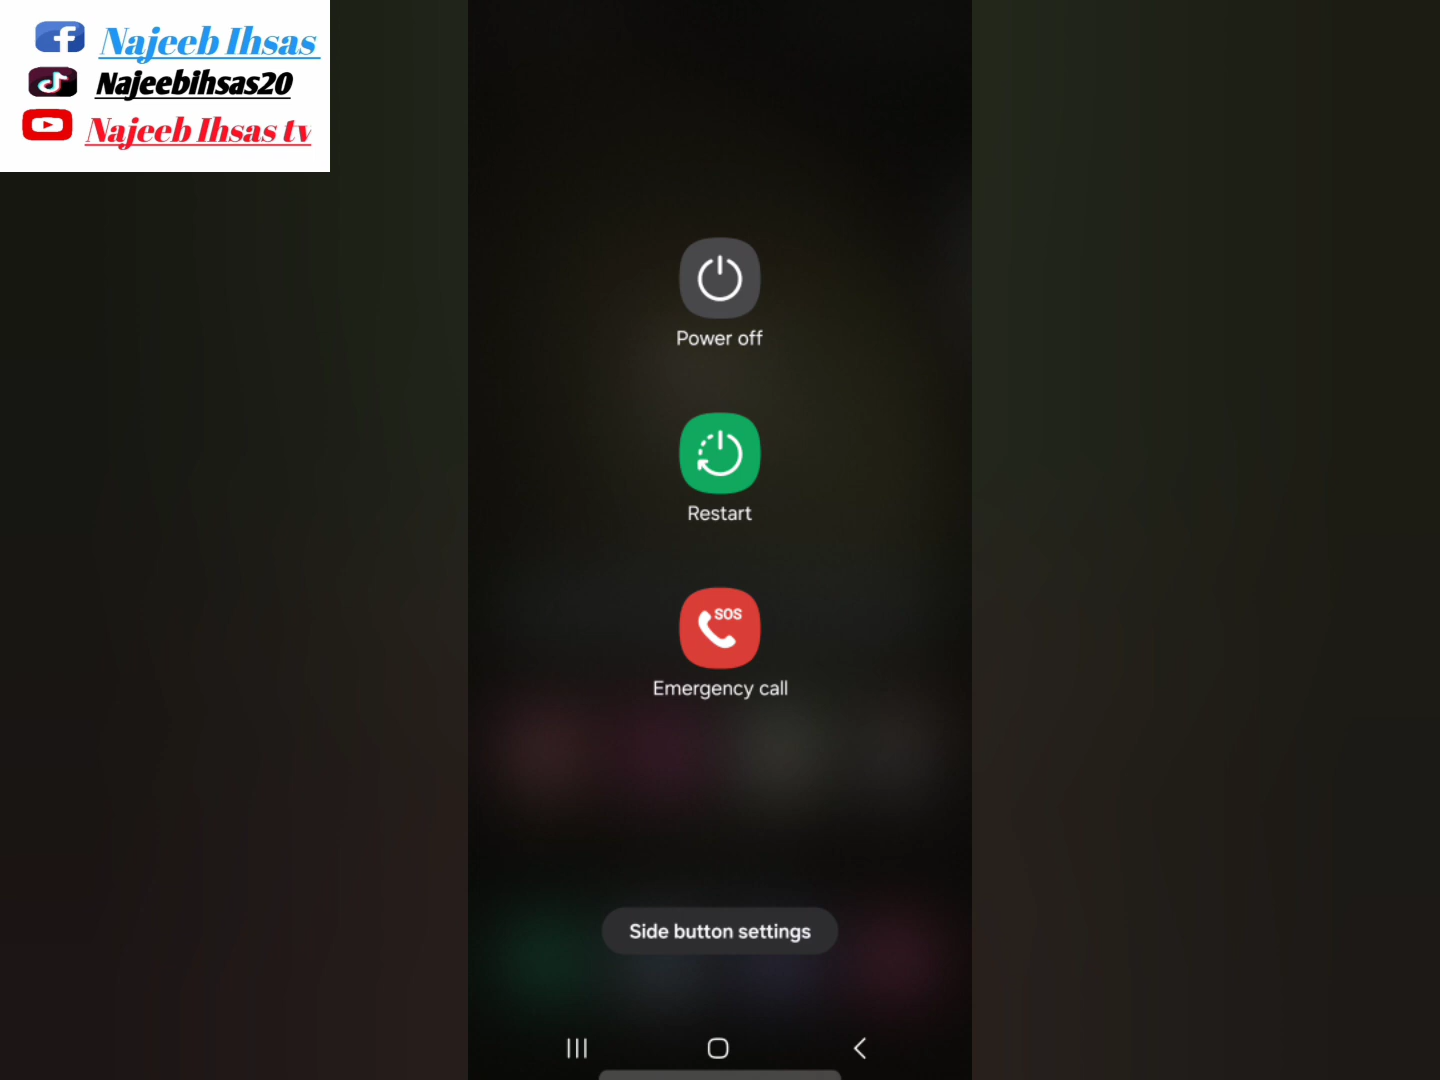 Najeeb Ihsas
Najeebihsas20
Najeeb Ihsas tv
Power off
Restart
SOS
Emergency call
Side button settings